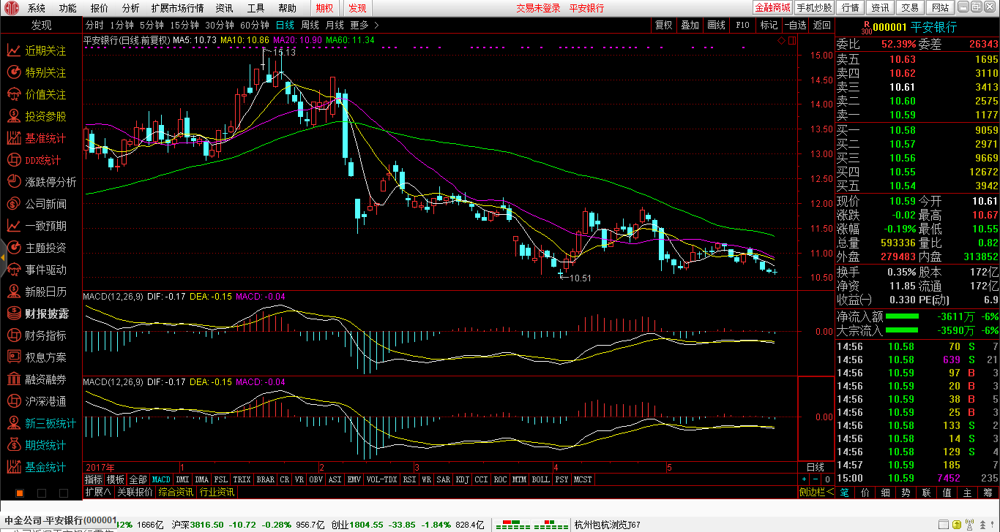 系统 功能 报价 分析 扩展市场行情 资讯 工具 帮助 期权 发现 交易未登录 平安银行 金融商城 手机炒股 行情 资讯 交易 网站
发现 分时 1分钟 5分钟 15分钟 30分钟 60分钟 日线 周线 月线 更多 > 复权 叠加 画线 F10 标记 -自选 返回
平安银行(日线.前复权) MA5: 10.73 MA10: 10.86 MA20: 10.90 MA60: 11.34
近期关注
特别关注
价值关注
投资参股
基准统计
DDX统计
涨跌停分析
公司新闻
一致预期
主题投资
事件驱动
新股日历
财报披露
财务指标
权息方案
融资融券
沪深港通
新三板统计
期货统计
基金统计
15.13
10.51
15.00
14.50
14.00
13.50
13.00
12.50
12.00
11.50
11.00
10.50
MACD(12,26,9) DIF: -0.17 DEA: -0.15 MACD: -0.04
0.00
MACD(12,26,9) DIF: -0.17 DEA: -0.15 MACD: -0.04
0.00
2017年 1 2 3 4 5 日线
指标 模板 全部 MACD DMI DMA FSL TRIX BRAR CR VR OBV ASI EMV VOL-TDX RSI WR SAR KDJ CCI ROC MTM BOLL PSY MCST + - 0
扩展∧ 关联报价 综合资讯 行业资讯 侧边栏<
R 300 000001 平安银行
委比 52.39% 委差 26343
卖五 10.63 1695
卖四 10.62 3110
卖三 10.61 3413
卖二 10.60 2575
卖一 10.59 1177
买一 10.58 9059
买二 10.57 2971
买三 10.56 9669
买四 10.55 12672
买五 10.54 3942
现价 10.59 今开 10.61
涨跌 -0.02 最高 10.67
涨幅 -0.19% 最低 10.55
总量 593336 量比 0.82
外盘 279483 内盘 313852
换手 0.35% 股本 172亿
净资 11.85 流通 172亿
收益(一) 0.330 PE(动) 6.9
净流入额 -3611万 -6%
大宗流入 -3590万 -6%
14:56 10.58 70 S 7
14:56 10.58 639 S 21
14:56 10.59 97 B 3
14:56 10.59 20 B 3
14:56 10.59 38 B 5
14:56 10.59 25 B 3
14:56 10.58 133 S 2
14:56 10.58 14 S 3
14:56 10.58 129 S 4
14:57 10.59 185 7
15:00 10.59 7452 235
笔 价 细 势 联 值 主 筹
中金公司-平安银行(000001
42% 1666亿 沪深3816.50 -10.72 -0.28% 956.7亿 创业1804.55 -33.85 -1.84% 828.4亿 杭州包杭浏览J67